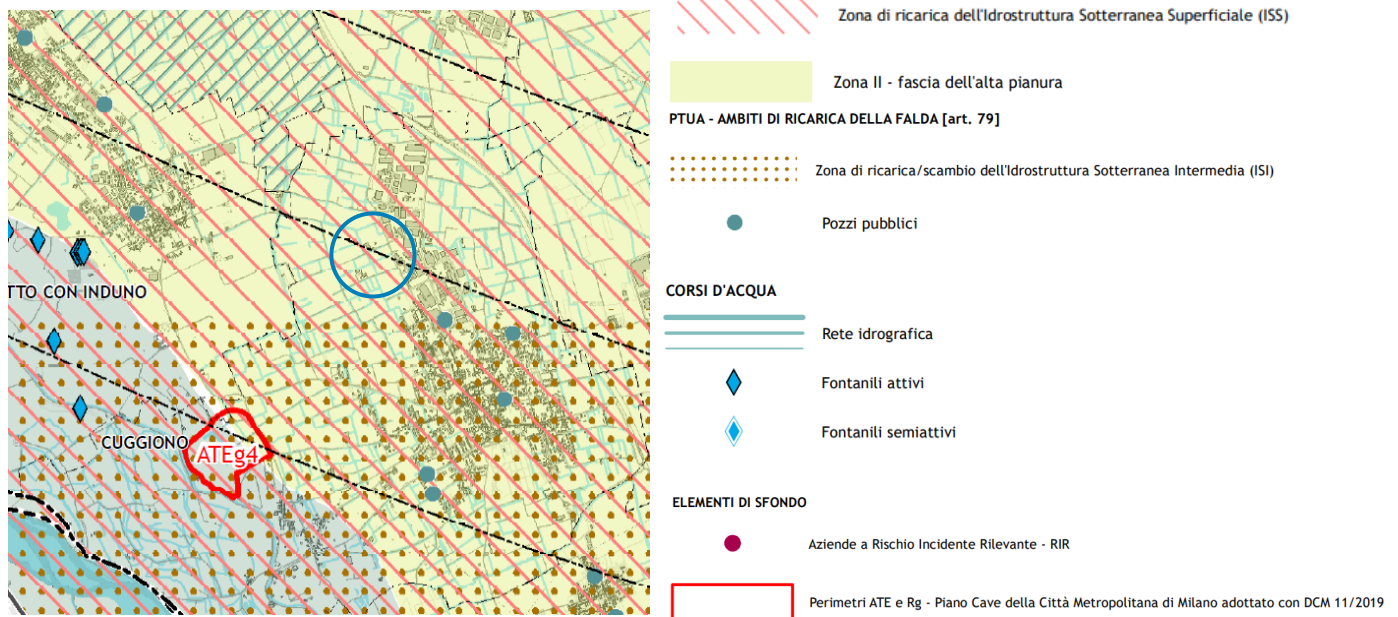 TTO CON INDUNO
CUGGIONO
ATEg4
Zona di ricarica dell'Idrostruttura Sotterranea Superficiale (ISS)
Zona II - fascia dell'alta pianura
PTUA - AMBITI DI RICARICA DELLA FALDA [art. 79]
Zona di ricarica/scambio dell'Idrostruttura Sotterranea Intermedia (ISI)
Pozzi pubblici
CORSI D'ACQUA
Rete idrografica
Fontanili attivi
Fontanili semiattivi
ELEMENTI DI SFONDO
Aziende a Rischio Incidente Rilevante - RIR
Perimetri ATE e Rg - Piano Cave della Città Metropolitana di Milano adottato con DCM 11/2019